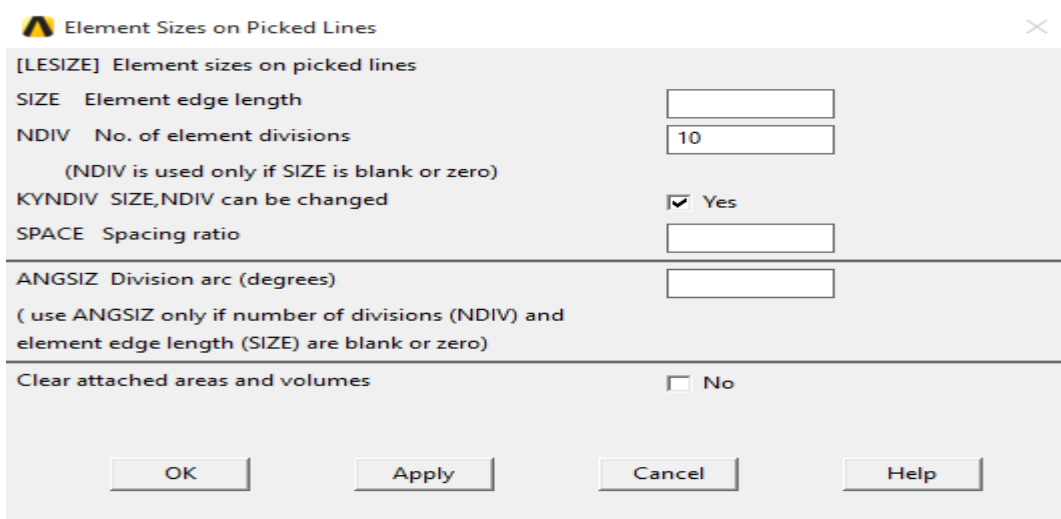 Element Sizes on Picked Lines
[LESIZE] Element sizes on picked lines
SIZE Element edge length
NDIV No. of element divisions 10
(NDIV is used only if SIZE is blank or zero)
KYNDIV SIZE,NDIV can be changed Yes
SPACE Spacing ratio
ANGSIZ Division arc (degrees)
( use ANGSIZ only if number of divisions (NDIV) and
element edge length (SIZE) are blank or zero)
Clear attached areas and volumes No
OK Apply Cancel Help